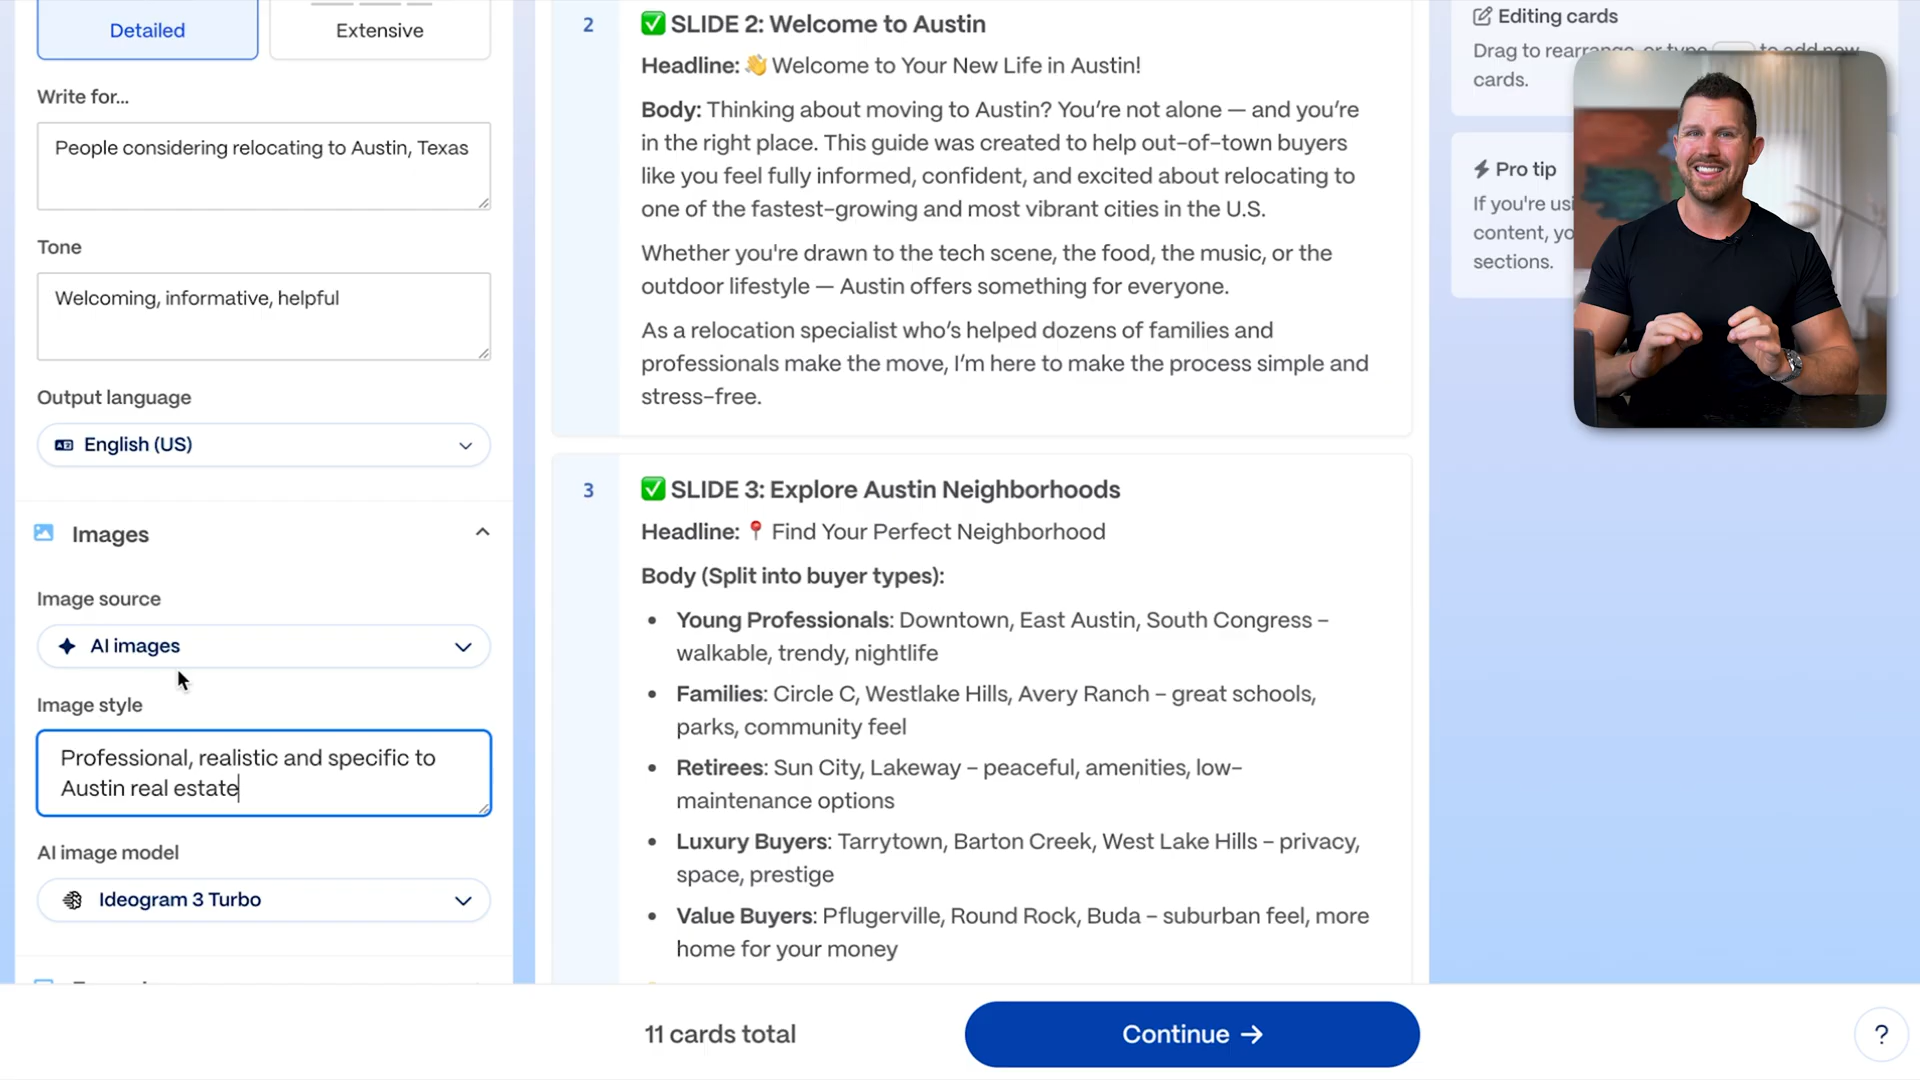 Detailed
Extensive
Write for...
People considering relocating to Austin, Texas
Tone
Welcoming, informative, helpful
Output language
English (US)
Images
Image source
AI images
Image style
Professional, realistic and specific to
Austin real estate
AI image model
Ideogram 3 Turbo
2
✅ SLIDE 2: Welcome to Austin
Headline: 👋 Welcome to Your New Life in Austin!
Body: Thinking about moving to Austin? You’re not alone — and you’re
in the right place. This guide was created to help out-of-town buyers
like you feel fully informed, confident, and excited about relocating to
one of the fastest-growing and most vibrant cities in the U.S.
Whether you're drawn to the tech scene, the food, the music, or the
outdoor lifestyle — Austin offers something for everyone.
As a relocation specialist who’s helped dozens of families and
professionals make the move, I’m here to make the process simple and
stress-free.
3
✅ SLIDE 3: Explore Austin Neighborhoods
Headline: 📍 Find Your Perfect Neighborhood
Body (Split into buyer types):
• Young Professionals: Downtown, East Austin, South Congress –
walkable, trendy, nightlife
• Families: Circle C, Westlake Hills, Avery Ranch – great schools,
parks, community feel
• Retirees: Sun City, Lakeway – peaceful, amenities, low-
maintenance options
• Luxury Buyers: Tarrytown, Barton Creek, West Lake Hills – privacy,
space, prestige
• Value Buyers: Pflugerville, Round Rock, Buda – suburban feel, more
home for your money
Editing cards
Drag to rearrange, or type to add new
cards.
Pro tip
If you're
content,
sections.
11 cards total
Continue →
?